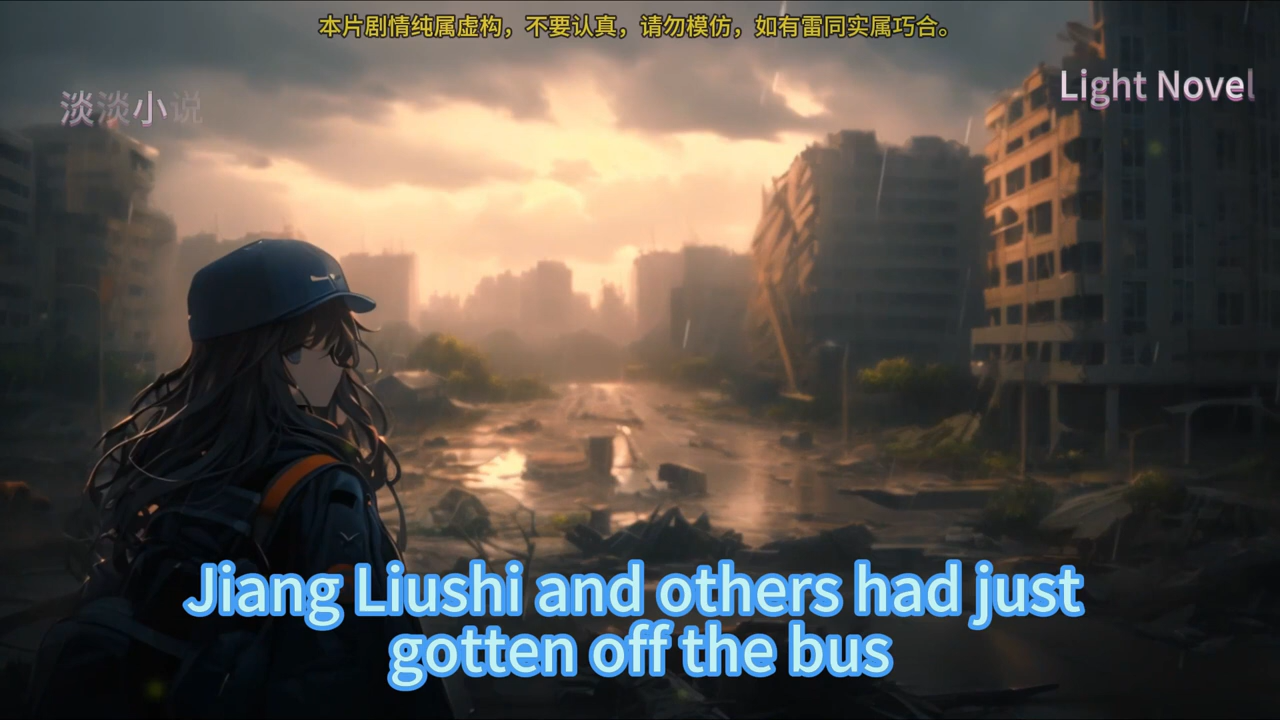 本片剧情纯属虚构，不要认真，请勿模仿，如有雷同实属巧合。
淡淡小说
Light Novel
Jiang Liushi and others had just
gotten off the bus